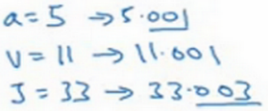 a = 5 → 5.001
V = 11 → 11.001
J = 33 → 33.003